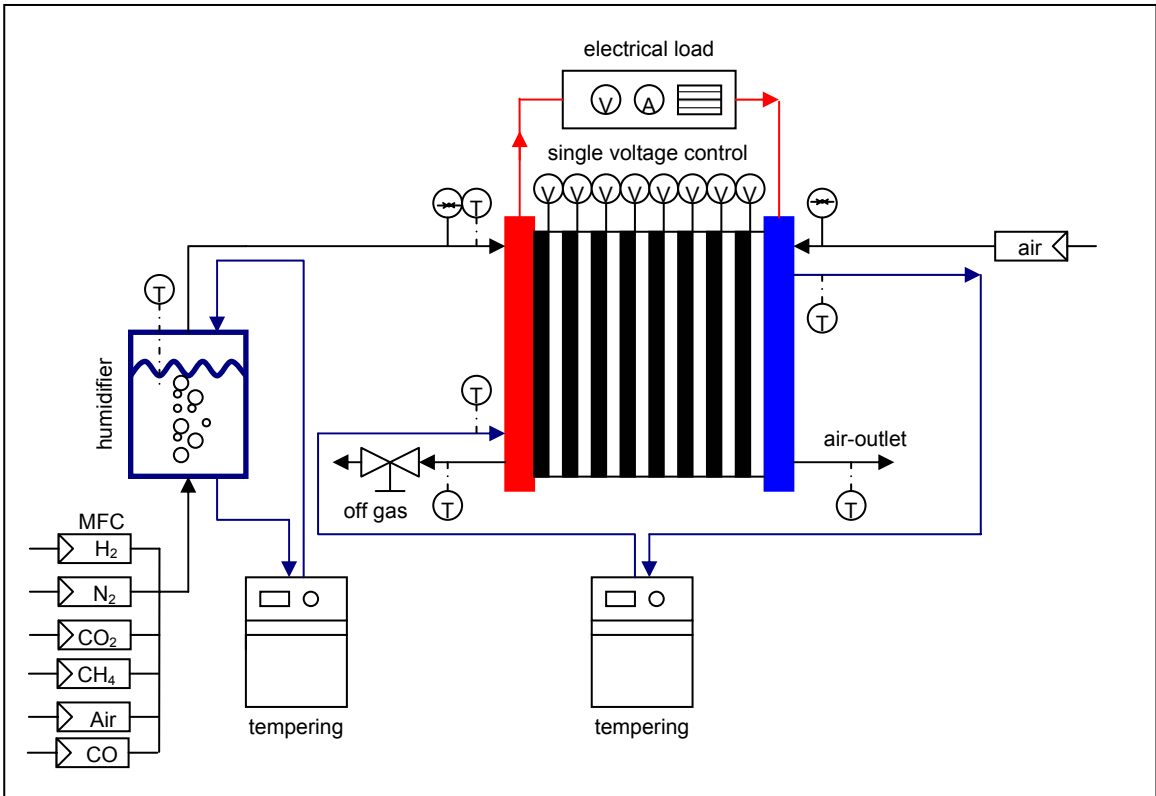 electrical load
V A
single voltage control
V V V V V V V V
T
air
T
T
T
humidifier
air-outlet
off gas
T
T
MFC
H₂
N₂
CO₂
CH₄
Air
CO
tempering
tempering